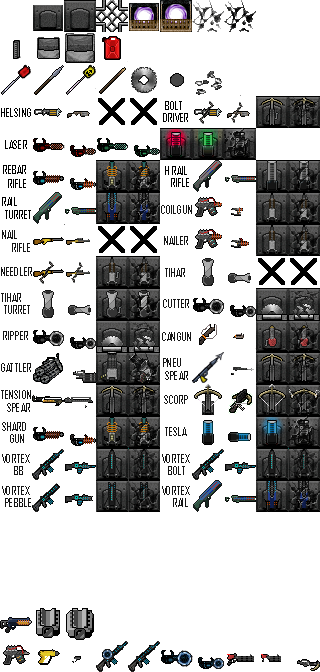 HELSING
BOLT
DRIVER
LASER
REBAR
RIFLE
H RAIL
RIFLE
RAIL
TURRET
COILGUN
NAIL
RIFLE
NAILER
NEEDLER
TIHAR
TIHAR
TURRET
CUTTER
RIPPER
CANGUN
GATTLER
PNEU
SPEAR
TENSION
SPEAR
SCORP
SHARD
GUN
TESLA
VORTEX
BB
VORTEX
BOLT
VORTEX
PEBBLE
VORTEX
RAIL